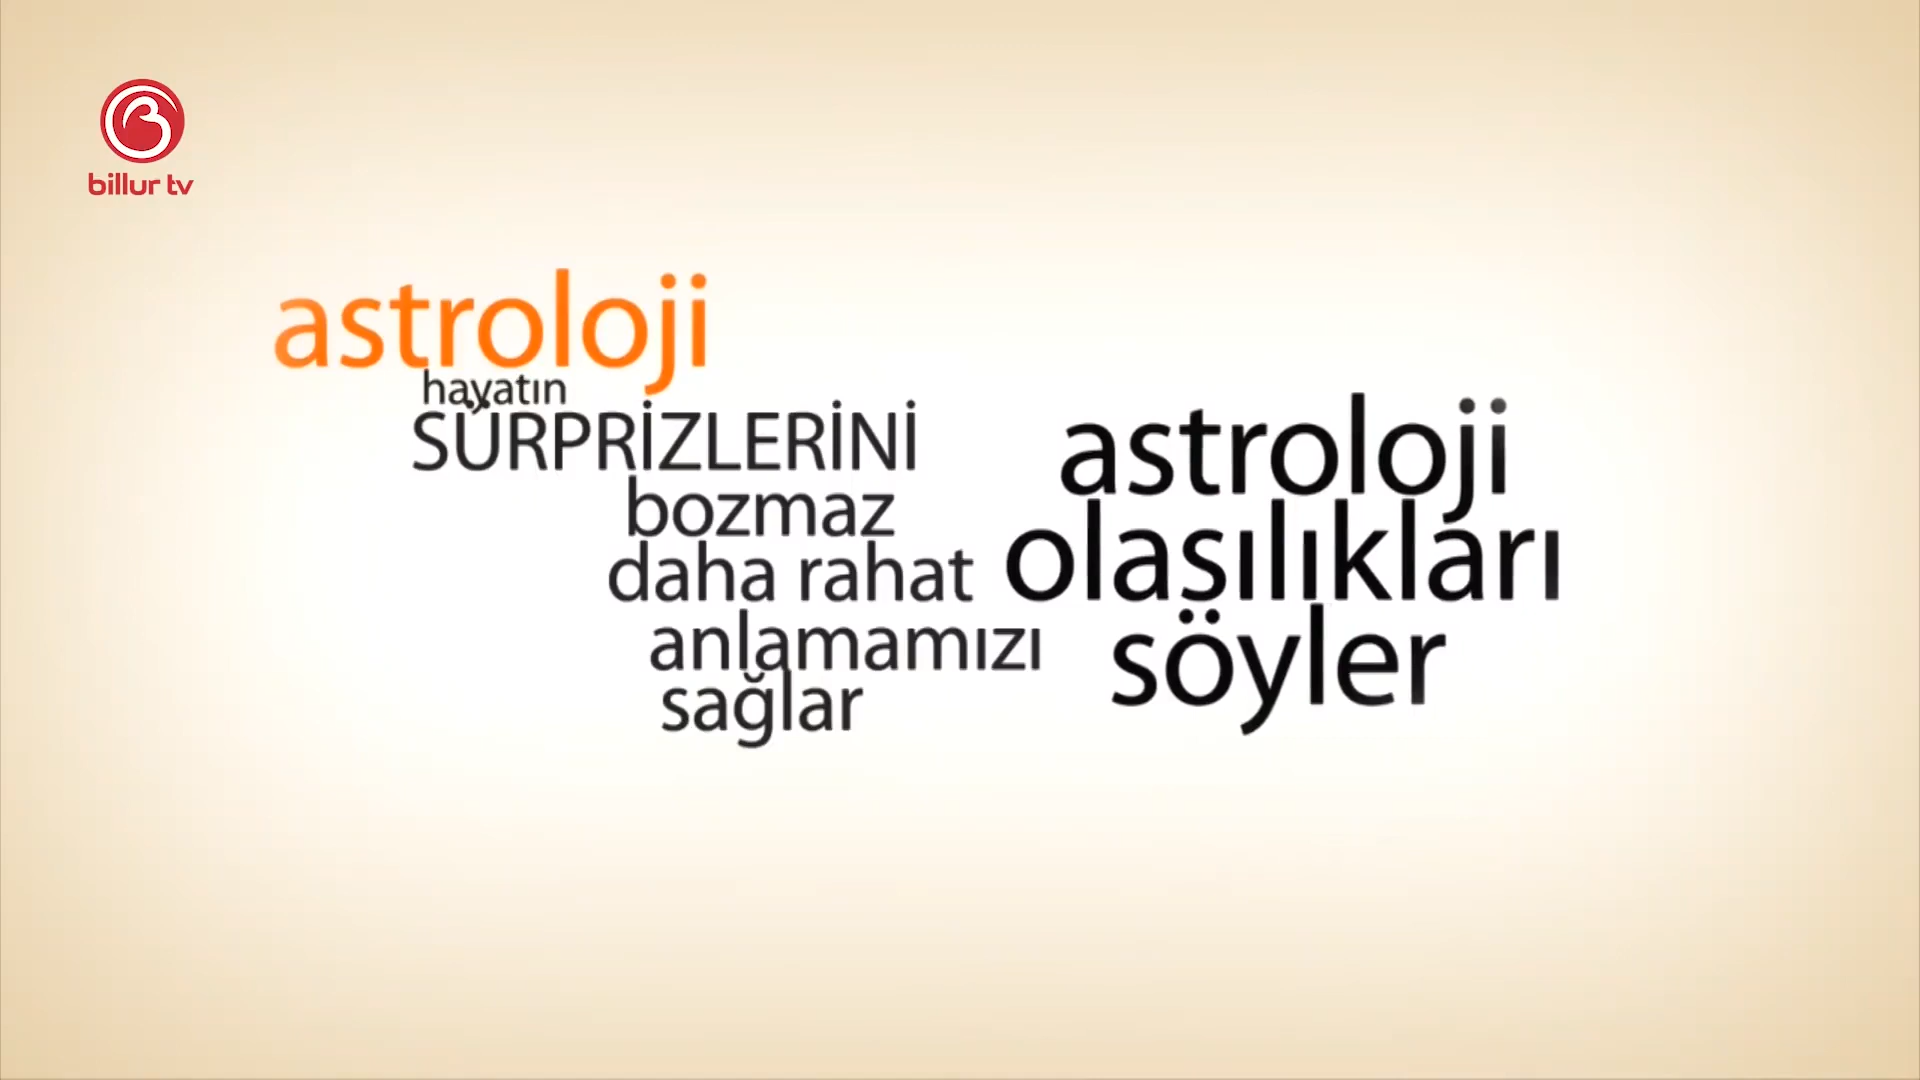 billur tv
astroloji
hayatın
SÜRPRİZLERİNİ
bozmaz
daha rahat
anlamamızı
sağlar
astroloji
olasılıkları
söyler